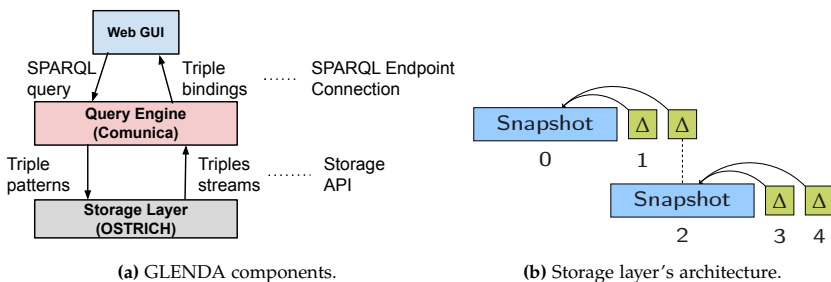 Web GUI
SPARQL
query
Triple
bindings
......
SPARQL Endpoint
Connection
Query Engine
(Comunica)
Triple
patterns
Triples
streams
.........
Storage
API
Storage Layer
(OSTRICH)
(a) GLENDA components.
Snapshot
Δ
Δ
0
1
Snapshot
Δ
Δ
2
3
4
(b) Storage layer's architecture.